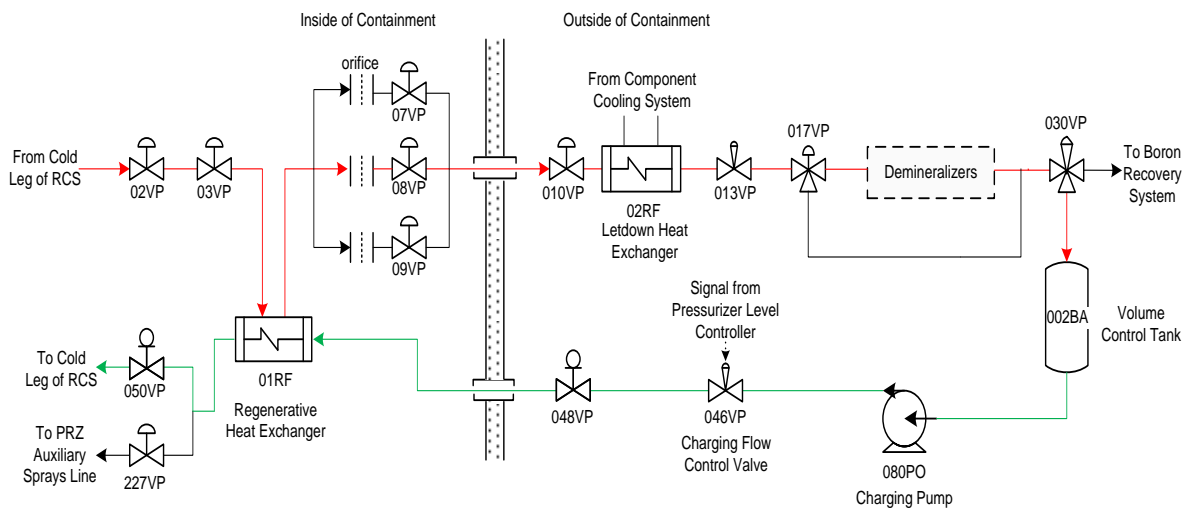 Inside of Containment
Outside of Containment
orifice
07VP
From Component
Cooling System
017VP
030VP
From Cold
Leg of RCS
02VP
03VP
08VP
010VP
013VP
Demineralizers
To Boron
Recovery
System
02RF
Letdown Heat
Exchanger
09VP
Signal from
Pressurizer Level
Controller
002BA
Volume
Control Tank
To Cold
Leg of RCS
050VP
01RF
Regenerative
Heat Exchanger
048VP
046VP
Charging Flow
Control Valve
To PRZ
Auxiliary
Sprays Line
227VP
080PO
Charging Pump